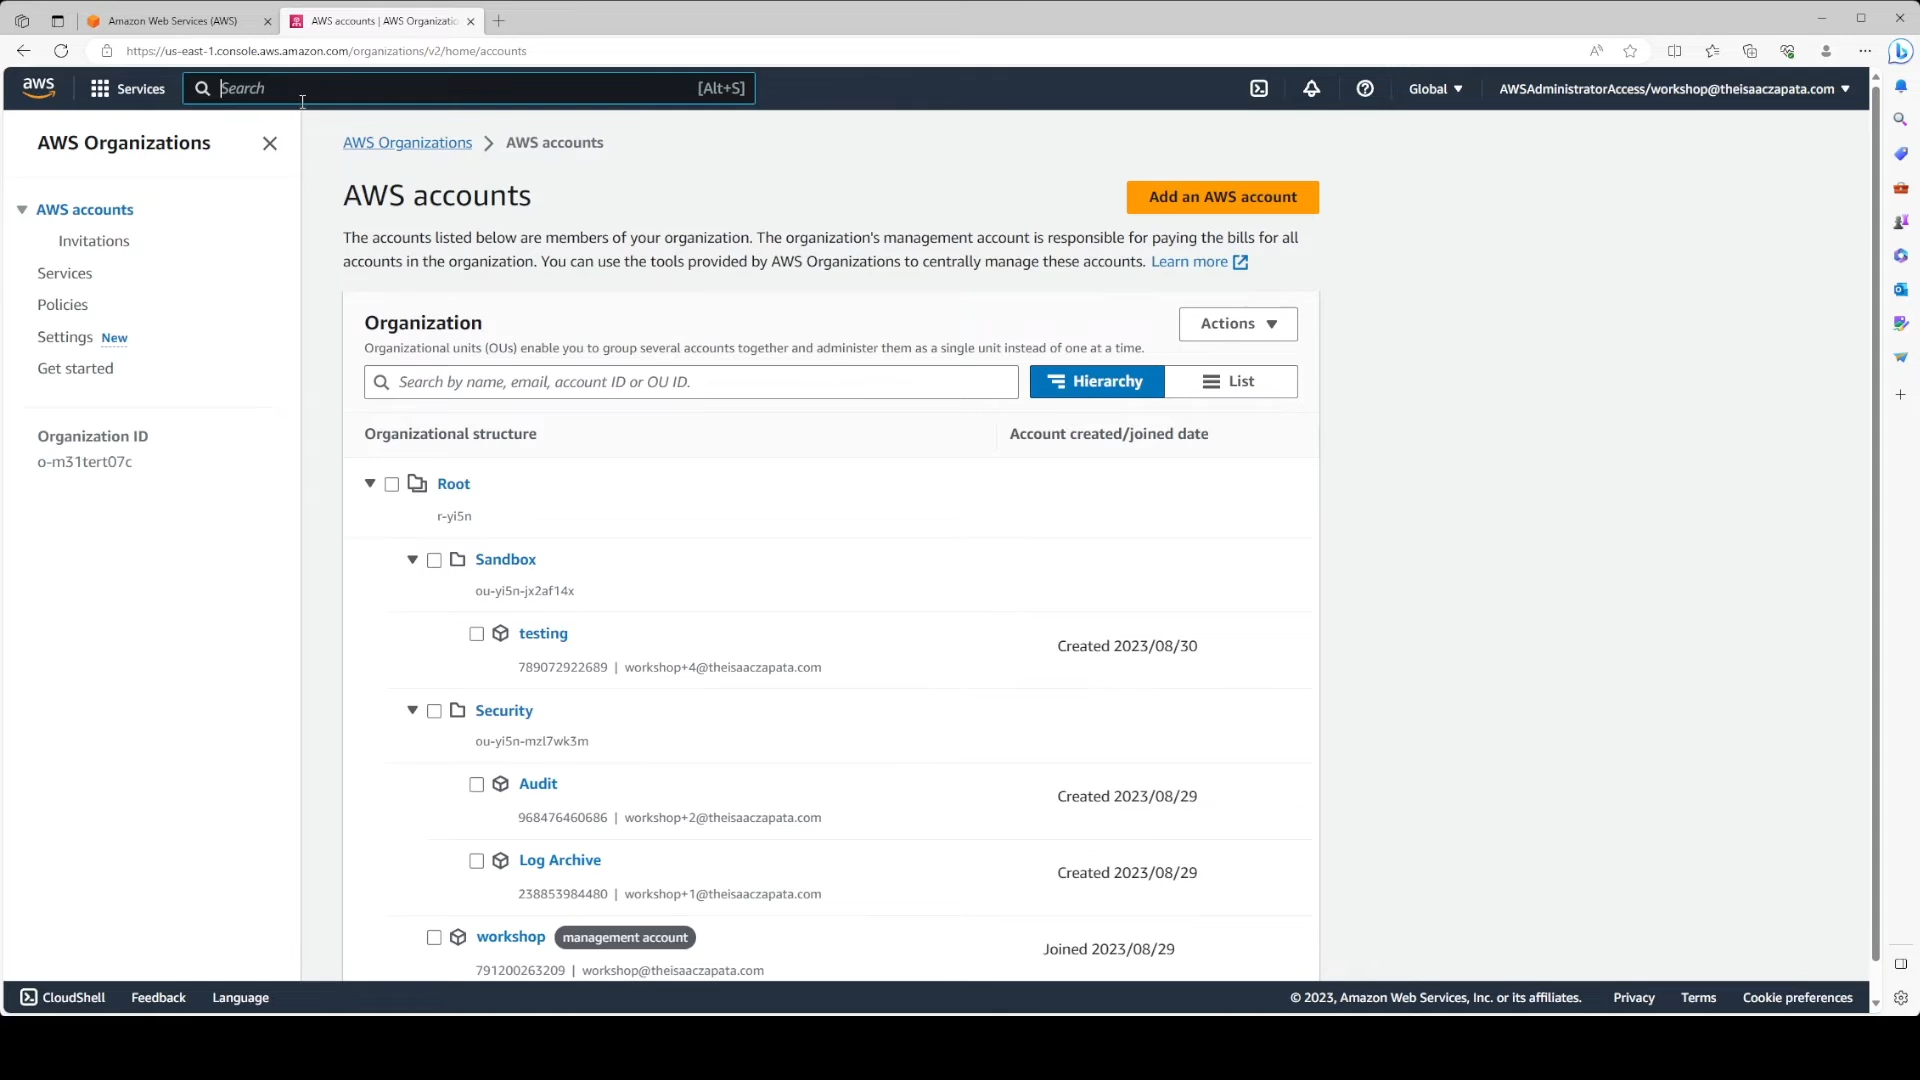 Amazon Web Services (AWS)
AWS accounts | AWS Organizatio
https://us-east-1.console.aws.amazon.com/organizations/v2/home/accounts
aws
Services
Search
[Alt+S]
Global
AWSAdministratorAccess/workshop@theisaaczapata.com
AWS Organizations
AWS accounts
Invitations
Services
Policies
Settings New
Get started
Organization ID
o-m31tert07c
AWS Organizations > AWS accounts
AWS accounts
Add an AWS account
The accounts listed below are members of your organization. The organization's management account is responsible for paying the bills for all
accounts in the organization. You can use the tools provided by AWS Organizations to centrally manage these accounts. Learn more
Organization
Actions
Organizational units (OUs) enable you to group several accounts together and administer them as a single unit instead of one at a time.
Search by name, email, account ID or OU ID.
Hierarchy
List
Organizational structure
Account created/joined date
Root
r-yi5n
Sandbox
ou-yi5n-jx2af14x
testing
Created 2023/08/30
789072922689 | workshop+4@theisaaczapata.com
Security
ou-yi5n-mzl7wk3m
Audit
Created 2023/08/29
968476460686 | workshop+2@theisaaczapata.com
Log Archive
Created 2023/08/29
238853984480 | workshop+1@theisaaczapata.com
workshop management account
Joined 2023/08/29
791200263209 | workshop@theisaaczapata.com
CloudShell
Feedback
Language
© 2023, Amazon Web Services, Inc. or its affiliates.
Privacy
Terms
Cookie preferences